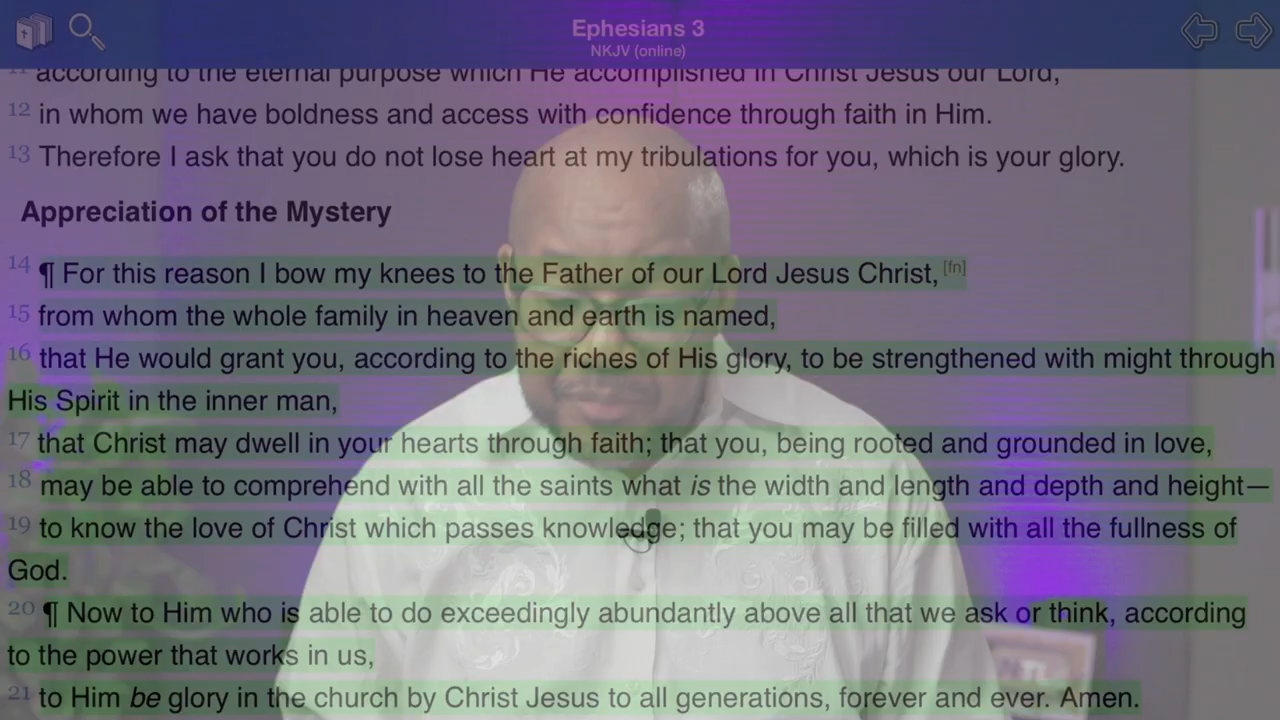 Ephesians 3
NKJV (online)
11 according to the eternal purpose which He accomplished in Christ Jesus our Lord,
12 in whom we have boldness and access with confidence through faith in Him.
13 Therefore I ask that you do not lose heart at my tribulations for you, which is your glory.
Appreciation of the Mystery
14 ¶ For this reason I bow my knees to the Father of our Lord Jesus Christ, [fn]
15 from whom the whole family in heaven and earth is named,
16 that He would grant you, according to the riches of His glory, to be strengthened with might through
His Spirit in the inner man,
17 that Christ may dwell in your hearts through faith; that you, being rooted and grounded in love,
18 may be able to comprehend with all the saints what is the width and length and depth and height—
19 to know the love of Christ which passes knowledge; that you may be filled with all the fullness of
God.
20 ¶ Now to Him who is able to do exceedingly abundantly above all that we ask or think, according
to the power that works in us,
21 to Him be glory in the church by Christ Jesus to all generations, forever and ever. Amen.